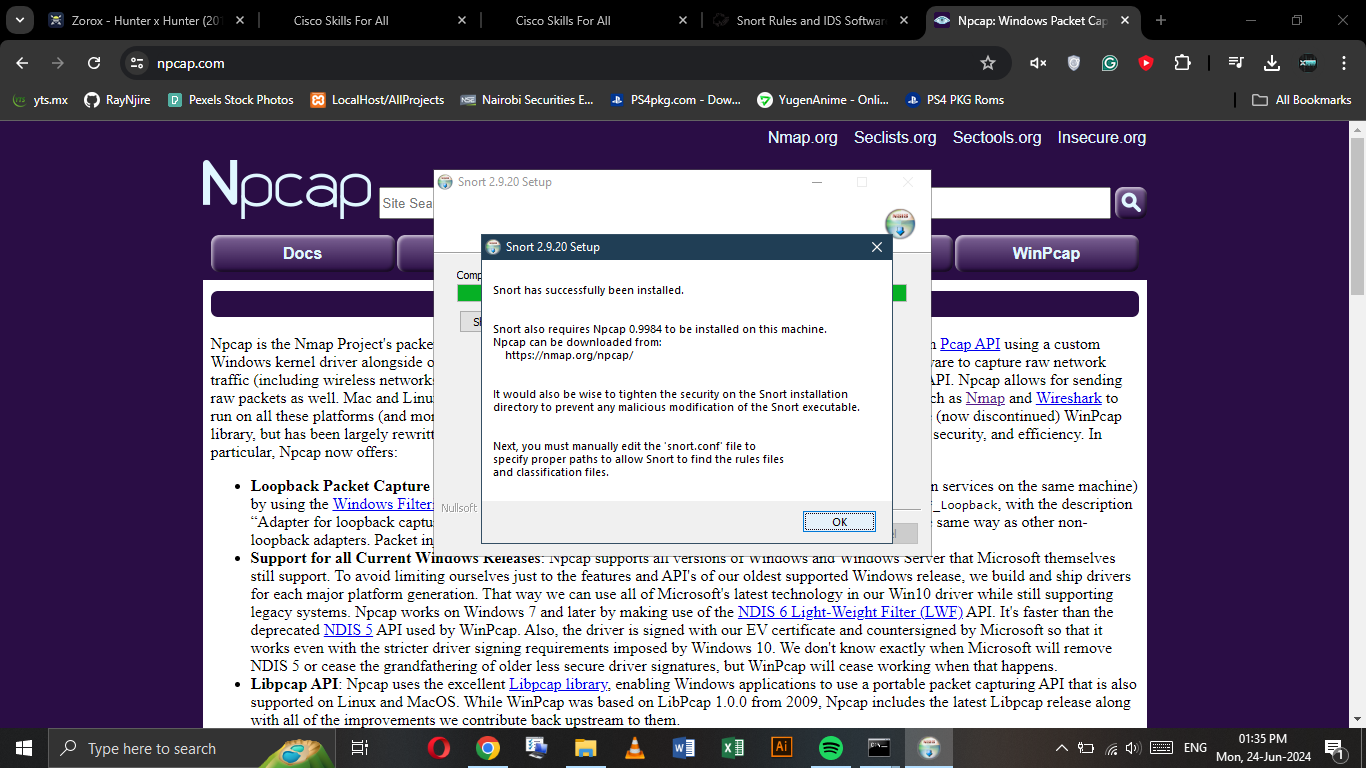 Zorox - Hunter x Hunter (20
Cisco Skills For All
Cisco Skills For All
Snort Rules and IDS Software
Npcap: Windows Packet Cap
npcap.com
yts.mx
RayNjire
Pexels Stock Photos
LocalHost/AllProjects
NSE
Nairobi Securities E...
PS4pkg.com - Dow...
YugenAnime - Onli...
PS4 PKG Roms
All Bookmarks
Nmap.org Seclists.org Sectools.org Insecure.org
Npcap
Site Sea
Docs
WinPcap
Snort 2.9.20 Setup
Comp
Nullsoft
Snort 2.9.20 Setup
Snort has successfully been installed.
Snort also requires Npcap 0.9984 to be installed on this machine.
Npcap can be downloaded from:
https://nmap.org/npcap/
It would also be wise to tighten the security on the Snort installation
directory to prevent any malicious modification of the Snort executable.
Next, you must manually edit the 'snort.conf' file to
specify proper paths to allow Snort to find the rules files
and classification files.
OK
Npcap is the Nmap Project's packe Pcap API using a custom
Windows kernel driver alongside o are to capture raw network
traffic (including wireless network API. Npcap allows for sending
raw packets as well. Mac and Linu ch as Nmap and Wireshark to
run on all these platforms (and mor (now discontinued) WinPcap
library, but has been largely rewritt security, and efficiency. In
particular, Npcap now offers:
• Loopback Packet Capture n services on the same machine)
by using the Windows Filter _Loopback, with the description
“Adapter for loopback captu same way as other non-
loopback adapters. Packet in
• Support for all Current Windows Releases: Npcap supports all versions of Windows and Windows Server that Microsoft themselves
still support. To avoid limiting ourselves just to the features and API's of our oldest supported Windows release, we build and ship drivers
for each major platform generation. That way we can use all of Microsoft's latest technology in our Win10 driver while still supporting
legacy systems. Npcap works on Windows 7 and later by making use of the NDIS 6 Light-Weight Filter (LWF) API. It's faster than the
deprecated NDIS 5 API used by WinPcap. Also, the driver is signed with our EV certificate and countersigned by Microsoft so that it
works even with the stricter driver signing requirements imposed by Windows 10. We don't know exactly when Microsoft will remove
NDIS 5 or cease the grandfathering of older less secure driver signatures, but WinPcap will cease working when that happens.
• Libpcap API: Npcap uses the excellent Libpcap library, enabling Windows applications to use a portable packet capturing API that is also
supported on Linux and MacOS. While WinPcap was based on LibPcap 1.0.0 from 2009, Npcap includes the latest Libpcap release along
with all of the improvements we contribute back upstream to them.
Type here to search
ENG
01:35 PM
Mon, 24-Jun-2024
1